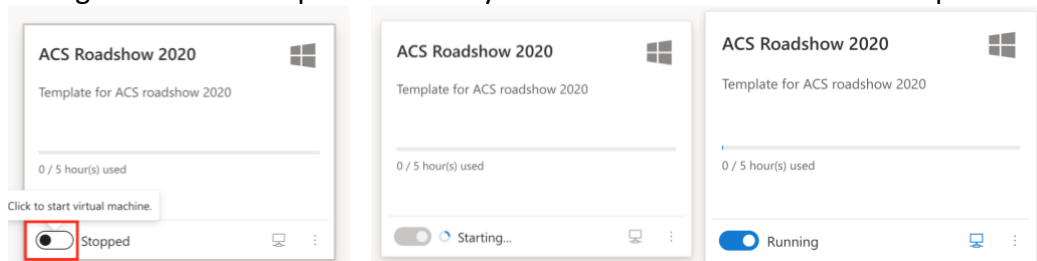 ACS Roadshow 2020
Template for ACS roadshow 2020
0 / 5 hour(s) used
Click to start virtual machine.
Stopped
ACS Roadshow 2020
Template for ACS roadshow 2020
0 / 5 hour(s) used
Starting...
ACS Roadshow 2020
Template for ACS roadshow 2020
0 / 5 hour(s) used
Running